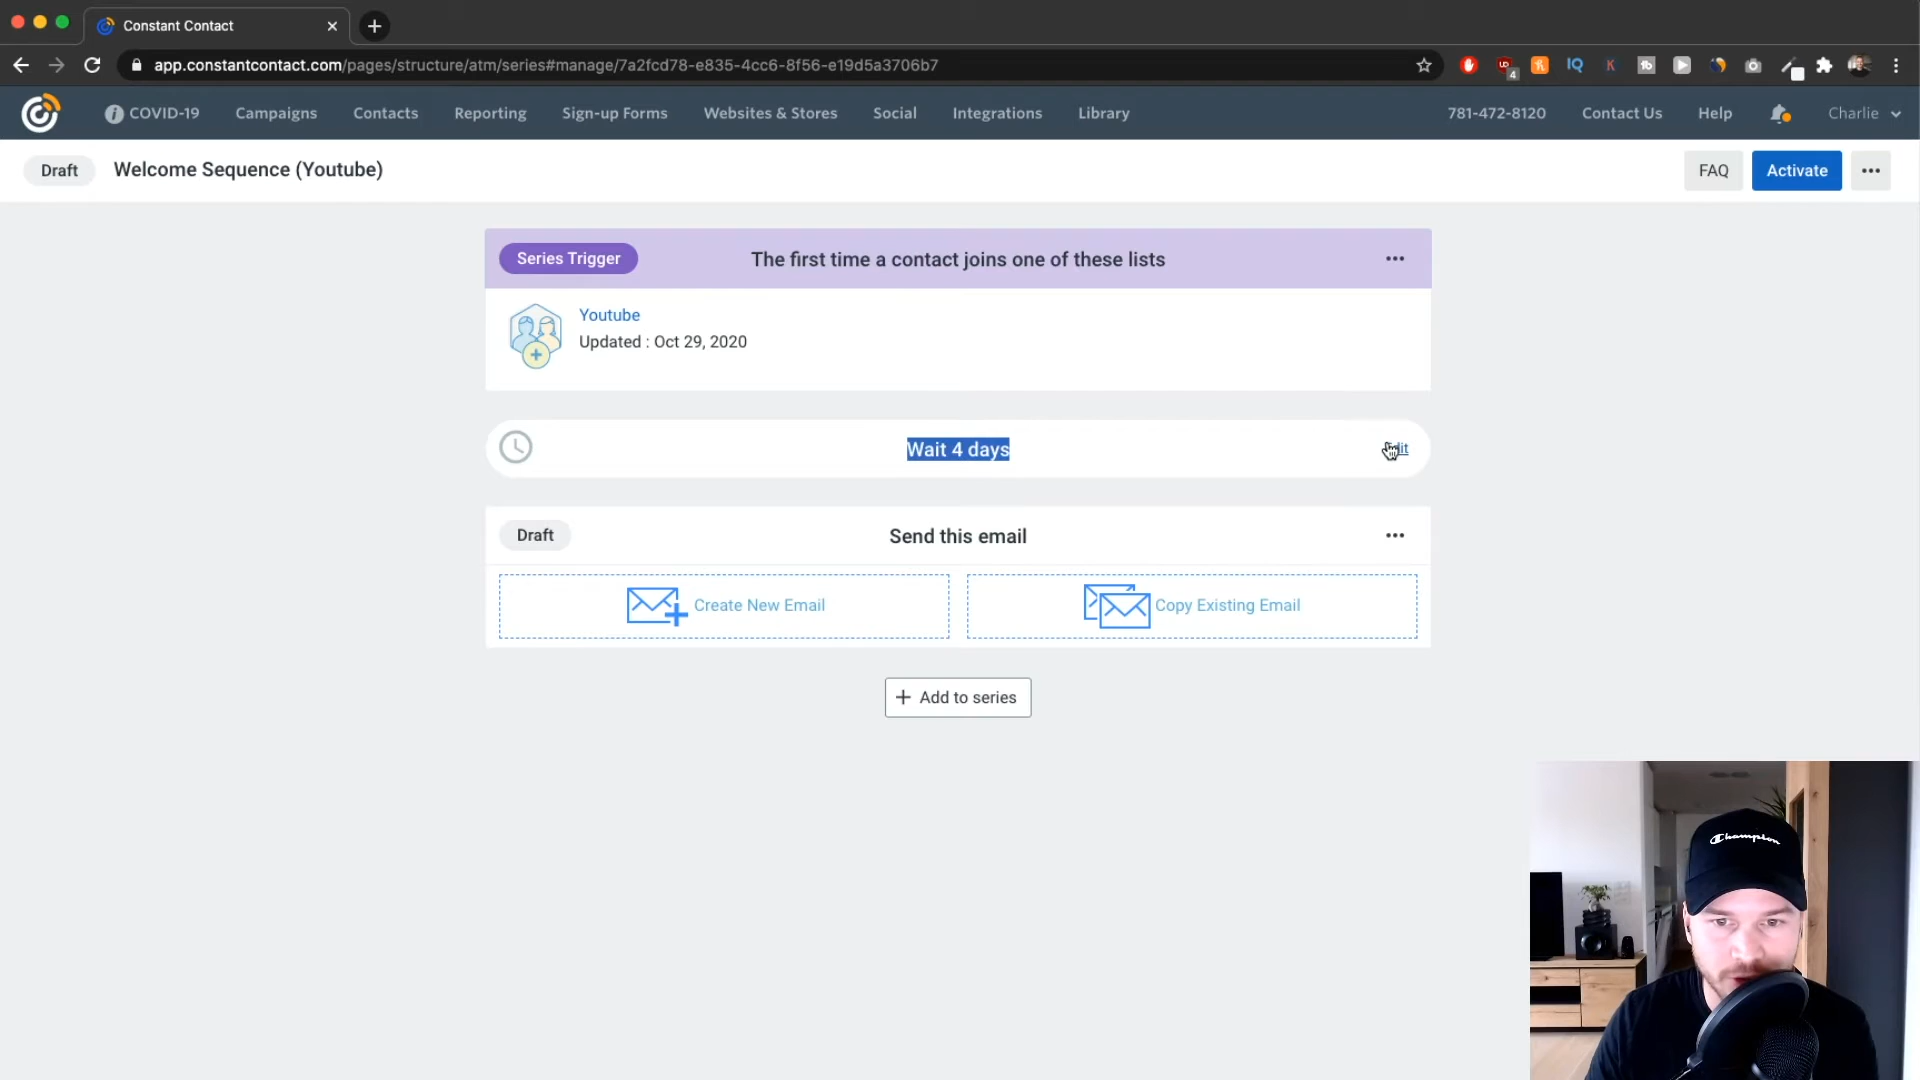 Constant Contact
app.constantcontact.com/pages/structure/atm/series#manage/7a2fcd78-e835-4cc6-8f56-e19d5a3706b7
4
IQ
K
COVID-19 Campaigns Contacts Reporting Sign-up Forms Websites & Stores Social Integrations Library 781-472-8120 Contact Us Help Charlie
Draft Welcome Sequence (Youtube) FAQ Activate
Series Trigger The first time a contact joins one of these lists
Youtube
Updated : Oct 29, 2020
Wait 4 days
Draft Send this email
Create New Email Copy Existing Email
+ Add to series
Champion